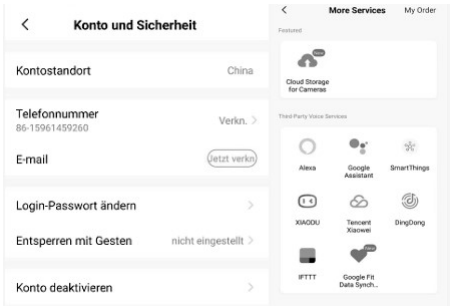 Konto und Sicherheit
Kontostandort China
Telefonnummer Verkn.
86-15961459260
E-mail Jetzt verkn
Login-Passwort ändern
Entsperren mit Gesten nicht eingestellt
Konto deaktivieren
More Services My Order
Featured
Cloud Storage
for Cameras
Third-Party Voice Services
Alexa
Google
Assistant
SmartThings
XIAODU
Tencent
Xiaowei
DingDong
IFTTT
Google Fit
Data Synch...